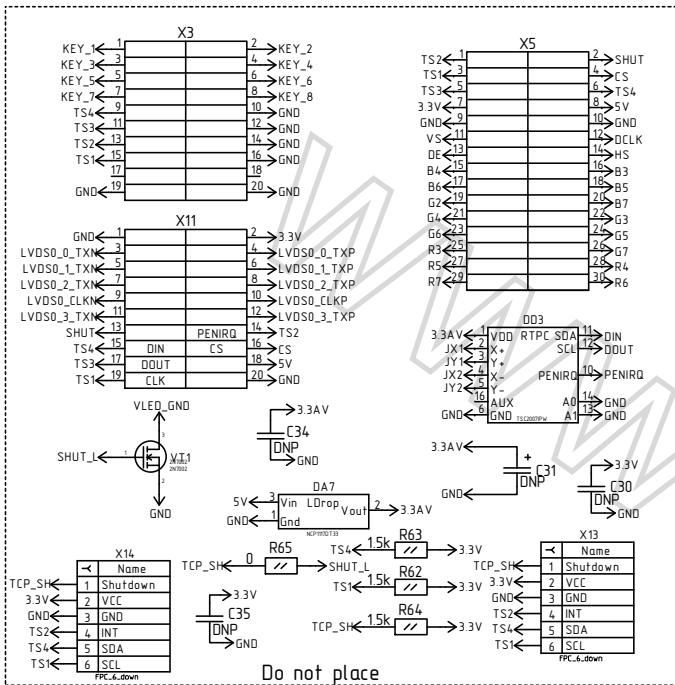 X3
KEY_1 1 2 KEY_2
KEY_3 3 4 KEY_4
KEY_5 5 6 KEY_6
KEY_7 7 8 KEY_8
TS4 9 10 GND
TS3 11 12 GND
TS2 13 14 GND
TS1 15 16 GND
17 18
GND 19 20 GND
X5
TS2 1 2 SHUT
TS1 3 4 CS
TS3 5 6 TS4
3.3V 7 8 5V
GND 9 10 GND
VS 11 12 DCLK
DE 13 14 HS
B4 15 16 B3
B6 17 18 B5
G2 19 20 B7
G4 21 22 G3
G6 23 24 G5
R3 25 26 G7
R5 27 28 R4
R7 29 30 R6
X11
GND 1 2 3.3V
LVDS0_0_TXN 3 4 LVDS0_0_TXP
LVDS0_1_TXN 5 6 LVDS0_1_TXP
LVDS0_2_TXN 7 8 LVDS0_2_TXP
LVDS0_CLKN 9 10 LVDS0_CLKP
LVDS0_3_TXN 11 12 LVDS0_3_TXP
SHUT 13 PENIRQ 14 TS2
TS4 15 DIN CS 16 CS
TS3 17 DOUT 18 5V
TS1 19 CLK 20 GND
DD3
3.3AV 1 VDD RTPC SDA 11 DIN
JX1 2 X+ SCL 12 DOUT
JY1 3 Y+
JX2 4 X- PENIRQ 10 PENIRQ
JY2 5 Y-
16 AUX A0 14 GND
GND 6 GND A1 13 GND
TSC2007IPW
VLED_GND
3
SHUT_L 1 VT1
2N7002
2N7002
2
GND
3.3AV
C34
DNP
GND
3.3AV
+
C31
DNP
GND
3.3V
C30
DNP
GND
DA7
5V 3 Vin LDrop Vout 2 3.3AV
GND 1 Gnd
NCP1117DT33
X14
Name
TCP_SH 1 Shutdown
3.3V 2 VCC
GND 3 GND
TS2 4 INT
TS4 5 SDA
TS1 6 SCL
FPC_6_down
TCP_SH 0 R65 SHUT_L
3.3V
C35
DNP
GND
TS4 1.5k R63 3.3V
TS1 1.5k R62 3.3V
TCP_SH 1.5k R64 3.3V
X13
Name
TCP_SH 1 Shutdown
3.3V 2 VCC
GND 3 GND
TS2 4 INT
TS4 5 SDA
TS1 6 SCL
FPC_6_down
Do not place
WWW